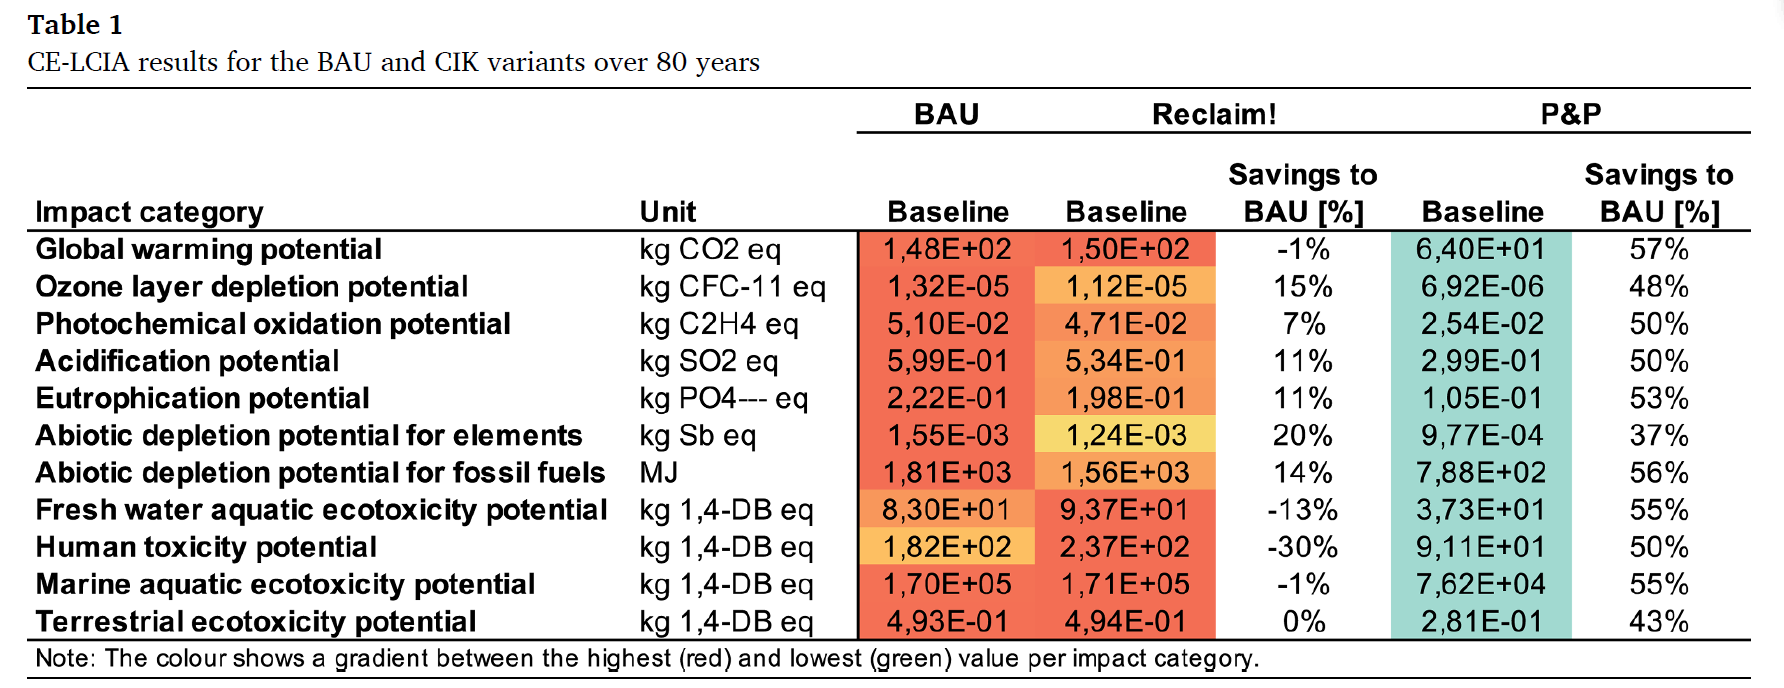 Table 1
CE-LCIA results for the BAU and CIK variants over 80 years
BAU Reclaim! P&P
Impact category Unit Baseline Baseline Savings to BAU [%] Baseline Savings to BAU [%]
Global warming potential kg CO2 eq 1,48E+02 1,50E+02 -1% 6,40E+01 57%
Ozone layer depletion potential kg CFC-11 eq 1,32E-05 1,12E-05 15% 6,92E-06 48%
Photochemical oxidation potential kg C2H4 eq 5,10E-02 4,71E-02 7% 2,54E-02 50%
Acidification potential kg SO2 eq 5,99E-01 5,34E-01 11% 2,99E-01 50%
Eutrophication potential kg PO4--- eq 2,22E-01 1,98E-01 11% 1,05E-01 53%
Abiotic depletion potential for elements kg Sb eq 1,55E-03 1,24E-03 20% 9,77E-04 37%
Abiotic depletion potential for fossil fuels MJ 1,81E+03 1,56E+03 14% 7,88E+02 56%
Fresh water aquatic ecotoxicity potential kg 1,4-DB eq 8,30E+01 9,37E+01 -13% 3,73E+01 55%
Human toxicity potential kg 1,4-DB eq 1,82E+02 2,37E+02 -30% 9,11E+01 50%
Marine aquatic ecotoxicity potential kg 1,4-DB eq 1,70E+05 1,71E+05 -1% 7,62E+04 55%
Terrestrial ecotoxicity potential kg 1,4-DB eq 4,93E-01 4,94E-01 0% 2,81E-01 43%
Note: The colour shows a gradient between the highest (red) and lowest (green) value per impact category.